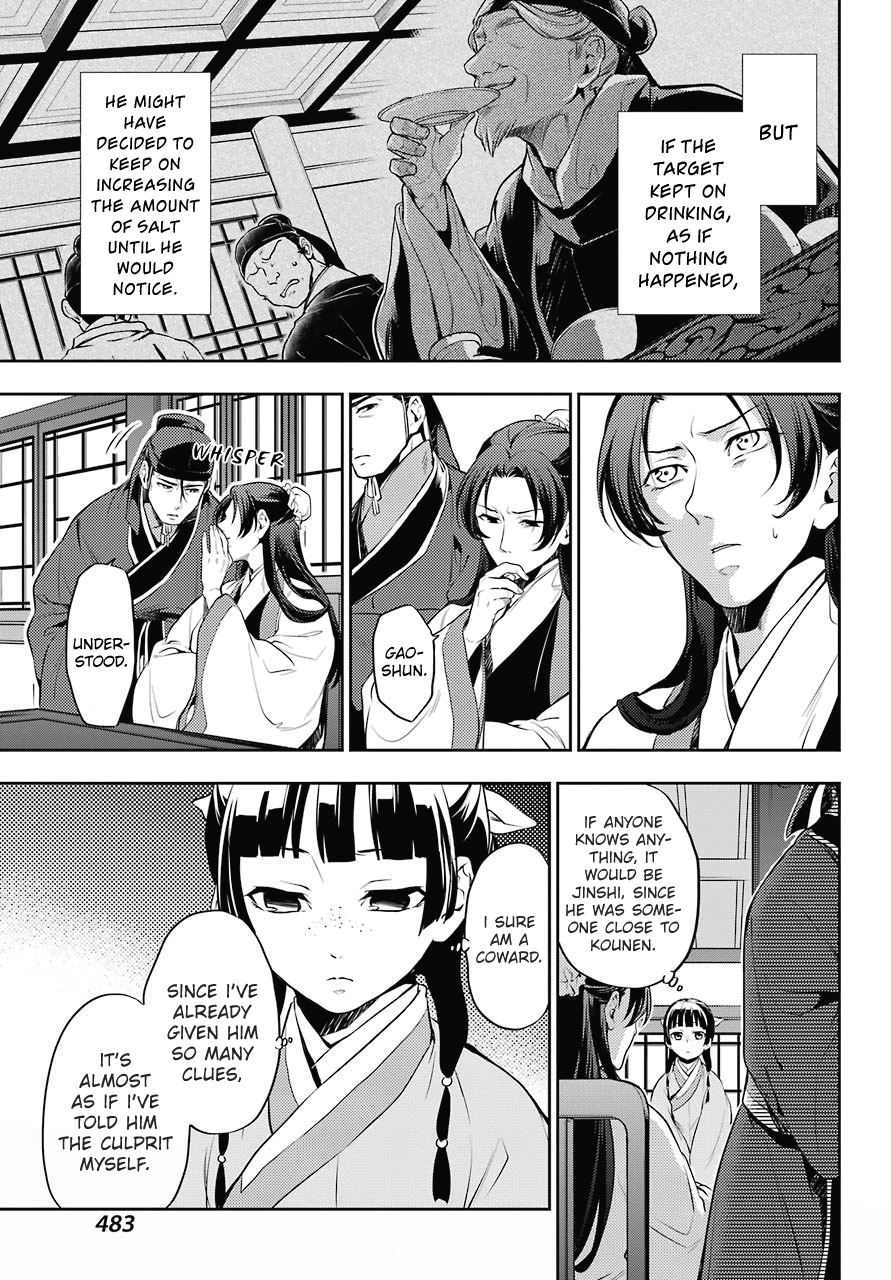 BUT
IF THE
TARGET
KEPT ON
DRINKING,
AS IF
NOTHING
HAPPENED,
HE MIGHT
HAVE
DECIDED TO
KEEP ON
INCREASING
THE AMOUNT
OF SALT
UNTIL HE
WOULD
NOTICE.
GAO-
SHUN.
WHISPER
UNDER-
STOOD.
IF ANYONE
KNOWS ANY-
THING, IT
WOULD BE
JINSHI, SINCE
HE WAS SOME-
ONE CLOSE TO
KOUNEN.
I SURE
AM A
COWARD.
SINCE I'VE
ALREADY
GIVEN HIM
SO MANY
CLUES,
IT'S
ALMOST
AS IF I'VE
TOLD HIM
THE CULPRIT
MYSELF.
483